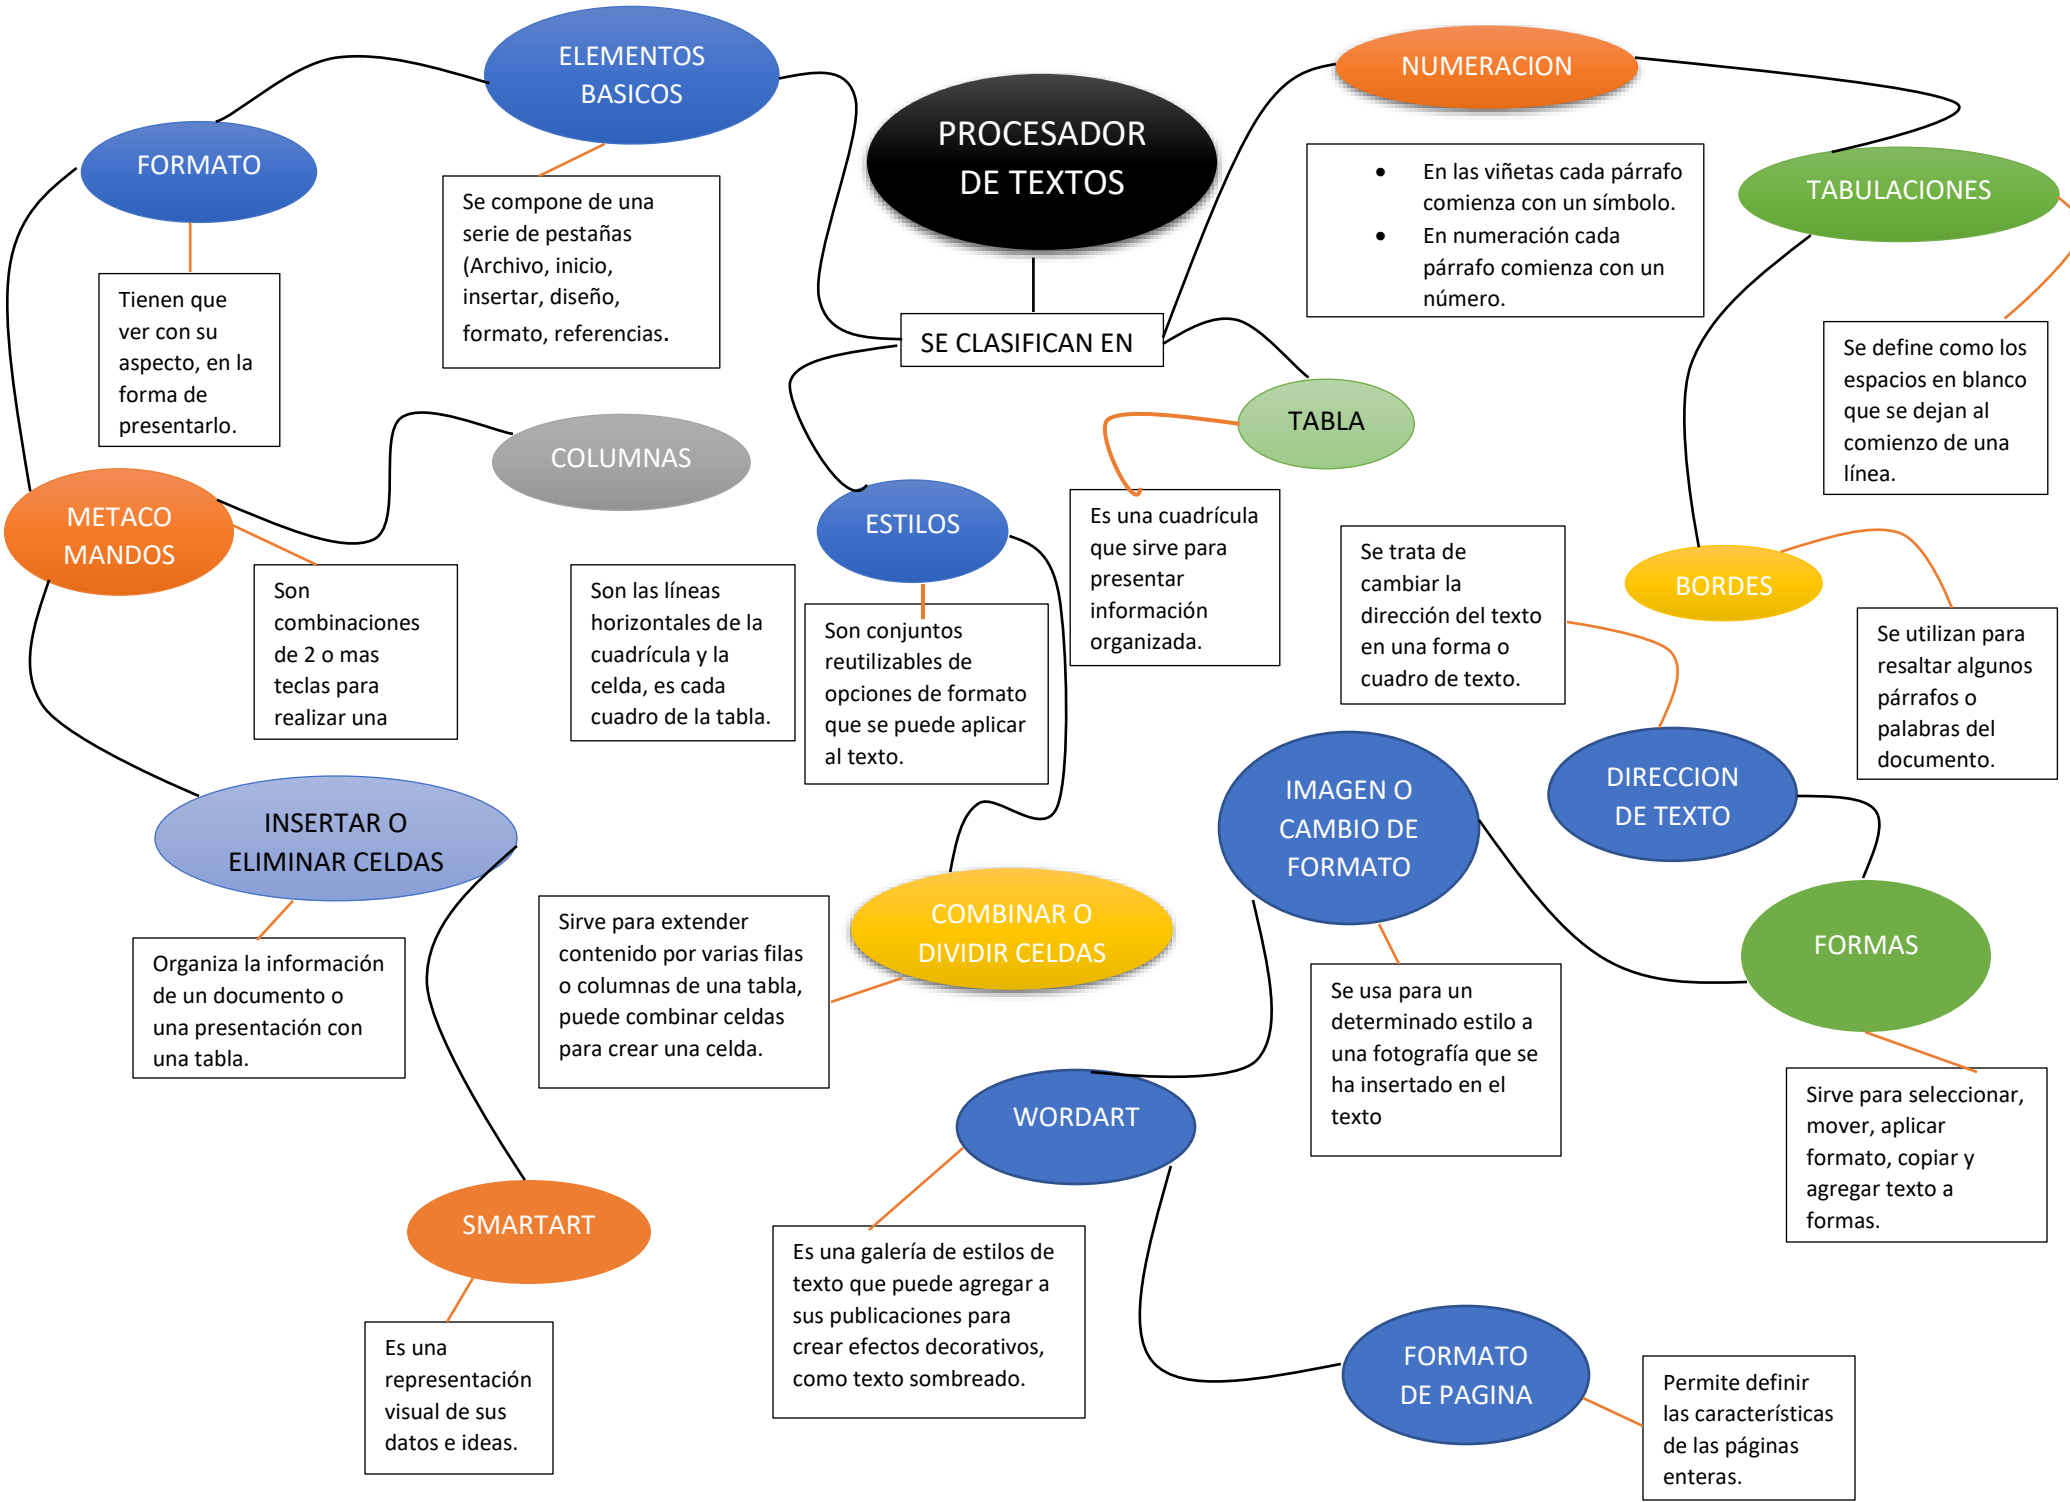 PROCESADOR
DE TEXTOS
SE CLASIFICAN EN
ELEMENTOS
BASICOS
Se compone de una
serie de pestañas
(Archivo, inicio,
insertar, diseño,
formato, referencias.
FORMATO
Tienen que
ver con su
aspecto, en la
forma de
presentarlo.
METACO
MANDOS
Son
combinaciones
de 2 o mas
teclas para
realizar una
COLUMNAS
Son las líneas
horizontales de la
cuadrícula y la
celda, es cada
cuadro de la tabla.
INSERTAR O
ELIMINAR CELDAS
Organiza la información
de un documento o
una presentación con
una tabla.
SMARTART
Es una
representación
visual de sus
datos e ideas.
ESTILOS
Son conjuntos
reutilizables de
opciones de formato
que se puede aplicar
al texto.
COMBINAR O
DIVIDIR CELDAS
Sirve para extender
contenido por varias filas
o columnas de una tabla,
puede combinar celdas
para crear una celda.
TABLA
Es una cuadrícula
que sirve para
presentar
información
organizada.
NUMERACION
• En las viñetas cada párrafo
comienza con un símbolo.
• En numeración cada
párrafo comienza con un
número.
TABULACIONES
Se define como los
espacios en blanco
que se dejan al
comienzo de una
línea.
BORDES
Se utilizan para
resaltar algunos
párrafos o
palabras del
documento.
Se trata de
cambiar la
dirección del texto
en una forma o
cuadro de texto.
DIRECCION
DE TEXTO
FORMAS
Sirve para seleccionar,
mover, aplicar
formato, copiar y
agregar texto a
formas.
IMAGEN O
CAMBIO DE
FORMATO
Se usa para un
determinado estilo a
una fotografía que se
ha insertado en el
texto
WORDART
Es una galería de estilos de
texto que puede agregar a
sus publicaciones para
crear efectos decorativos,
como texto sombreado.
FORMATO
DE PAGINA
Permite definir
las características
de las páginas
enteras.